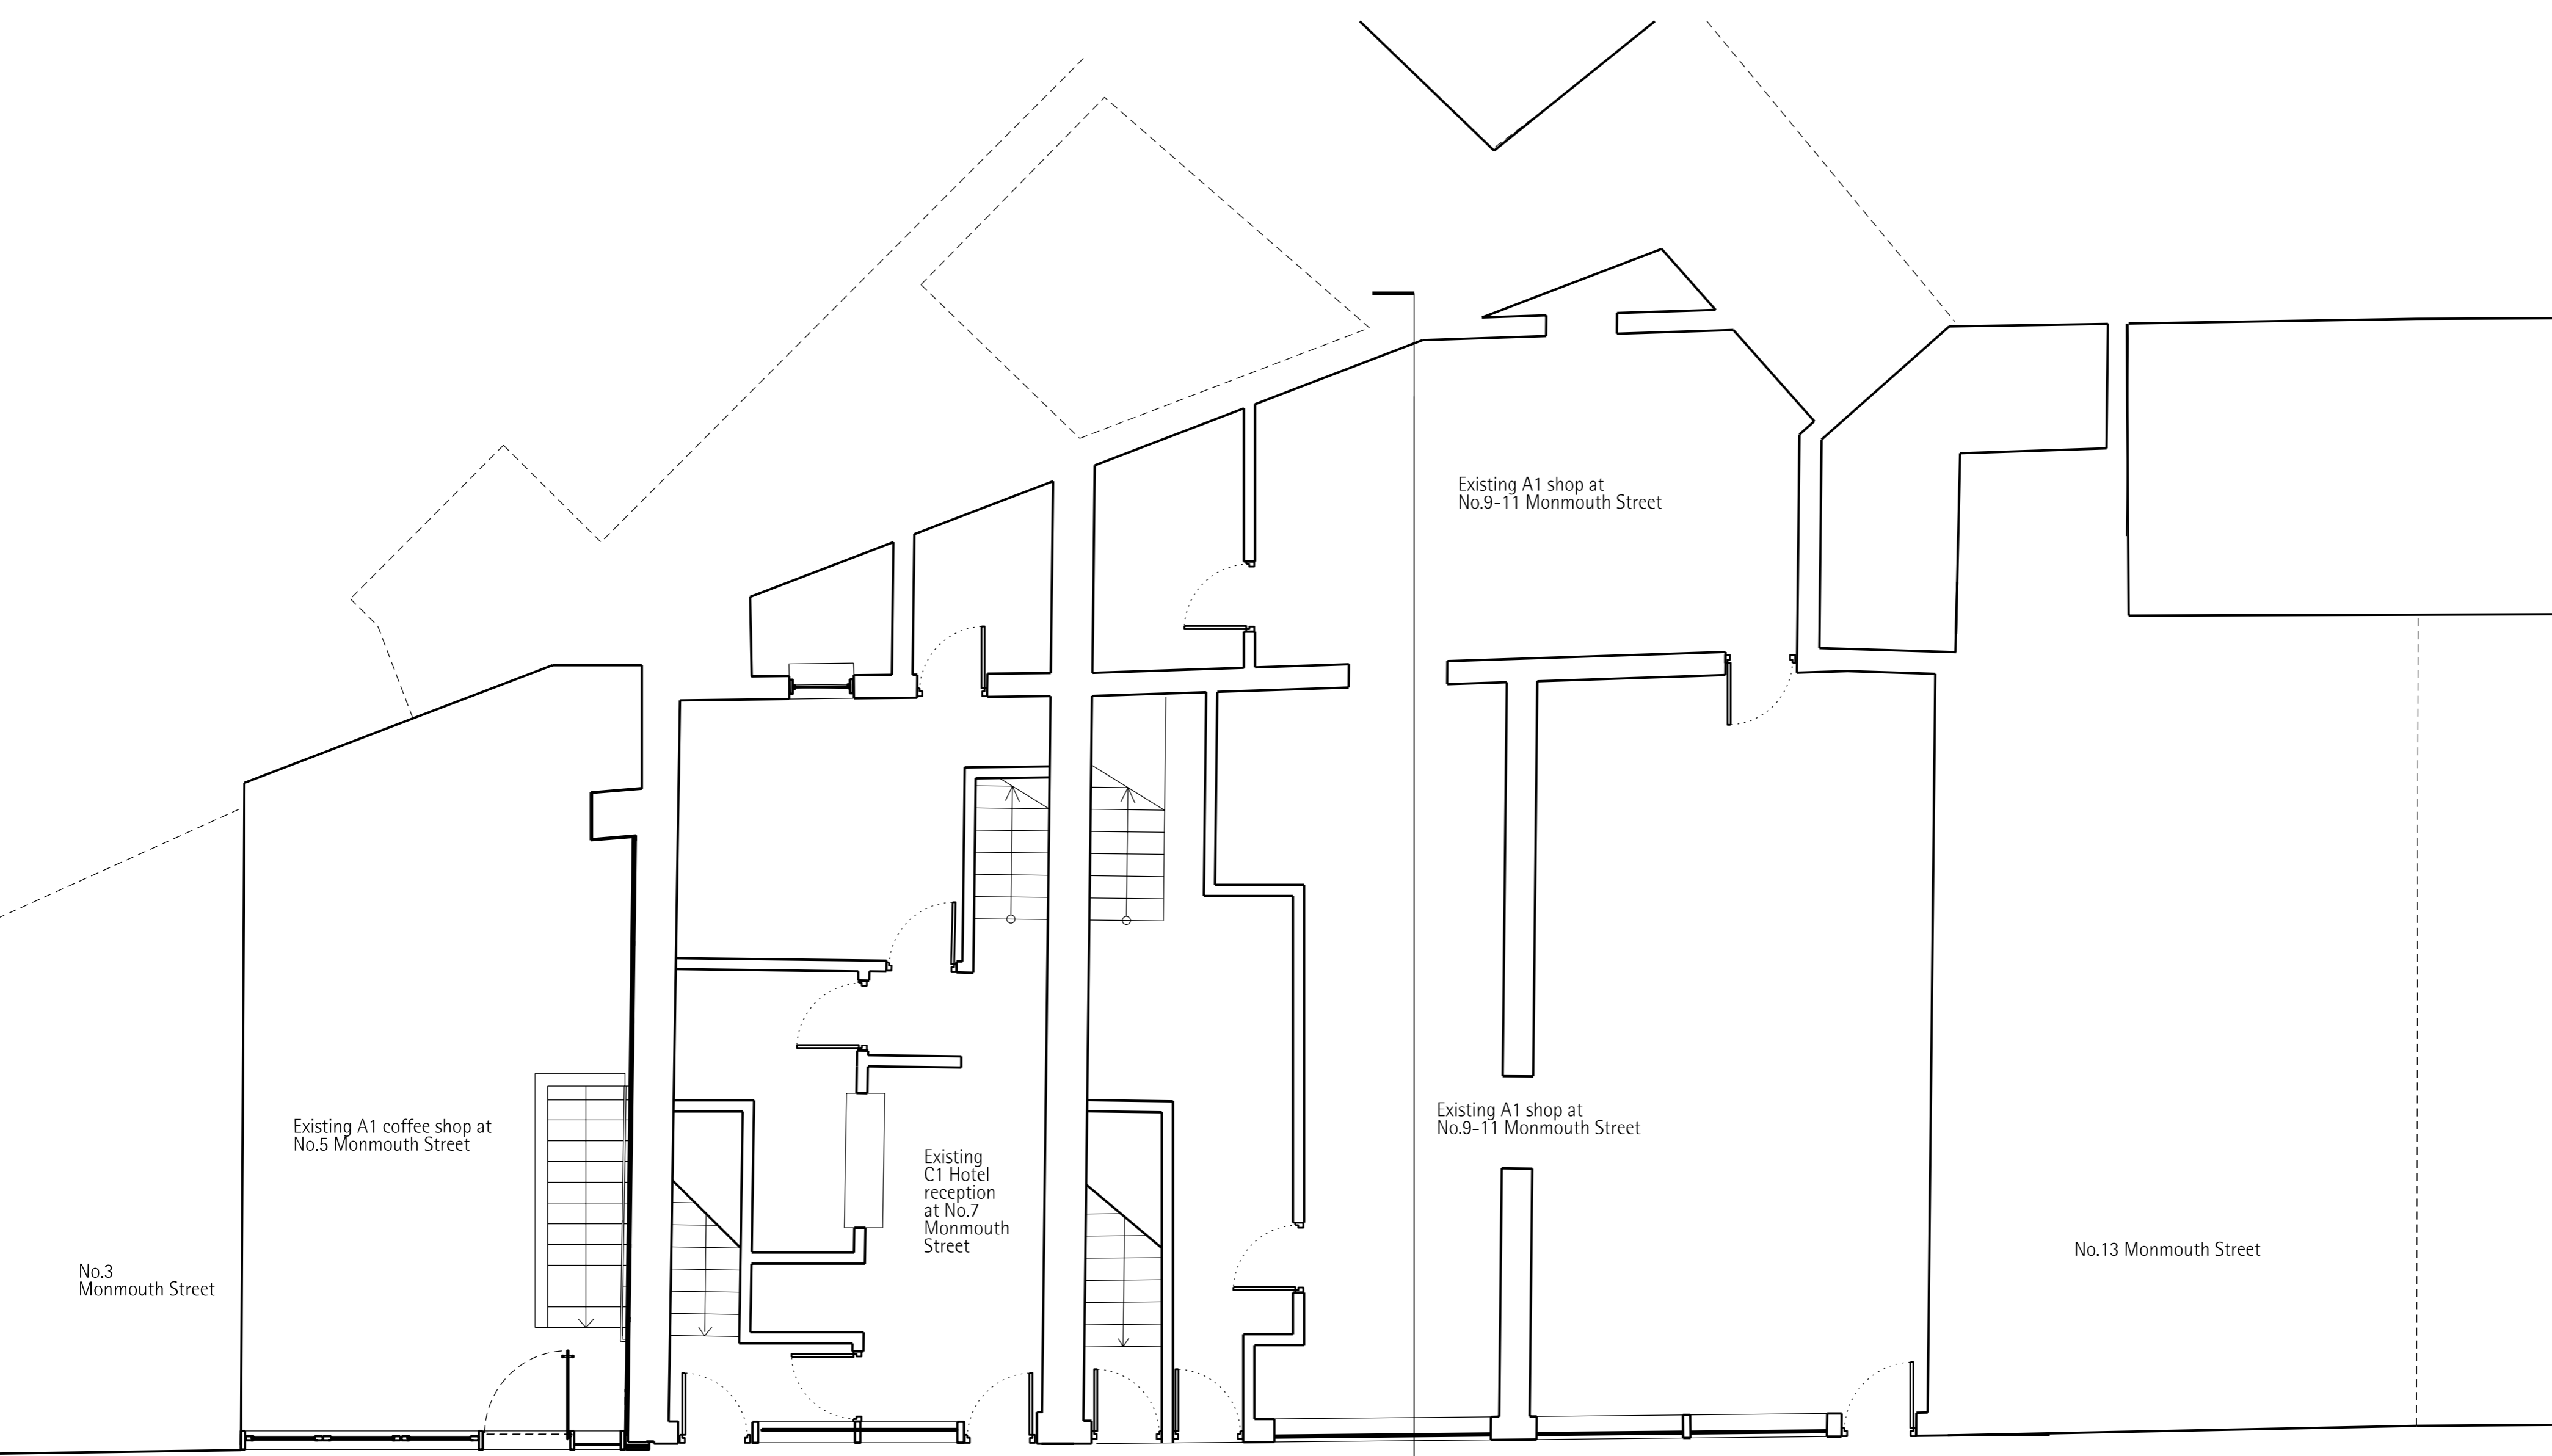 Existing A1 shop at
No.9-11 Monmouth Street
Existing A1 coffee shop at
No.5 Monmouth Street
Existing
C1 Hotel
reception
at No.7
Monmouth
Street
Existing A1 shop at
No.9-11 Monmouth Street
No.3
Monmouth Street
No.13 Monmouth Street